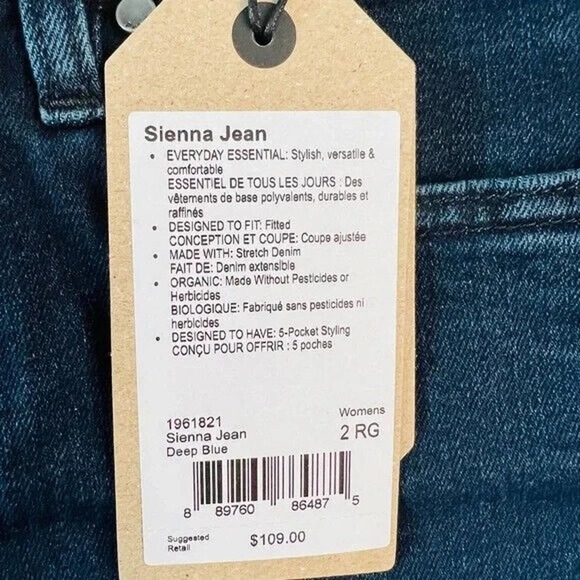 Sienna Jean
• EVERYDAY ESSENTIAL: Stylish, versatile &
comfortable
ESSENTIEL DE TOUS LES JOURS : Des
vêtements de base polyvalents, durables et
raffinés
• DESIGNED TO FIT: Fitted
CONCEPTION ET COUPE: Coupe ajustée
• MADE WITH: Stretch Denim
FAIT DE: Denim extensible
• ORGANIC: Made Without Pesticides or
Herbicides
BIOLOGIQUE: Fabriqué sans pesticides ni
herbicides
• DESIGNED TO HAVE: 5-Pocket Styling
CONÇU POUR OFFRIR : 5 poches
1961821
Sienna Jean
Deep Blue
Womens
2 RG
8 89760 86487 5
Suggested
Retail
$109.00